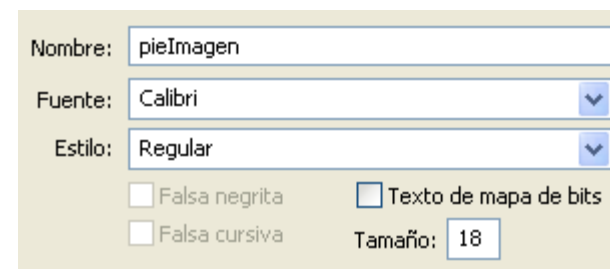 Nombre: pieImagen
Fuente: Calibri
Estilo: Regular
Falsa negrita Texto de mapa de bits
Falsa cursiva Tamaño: 18